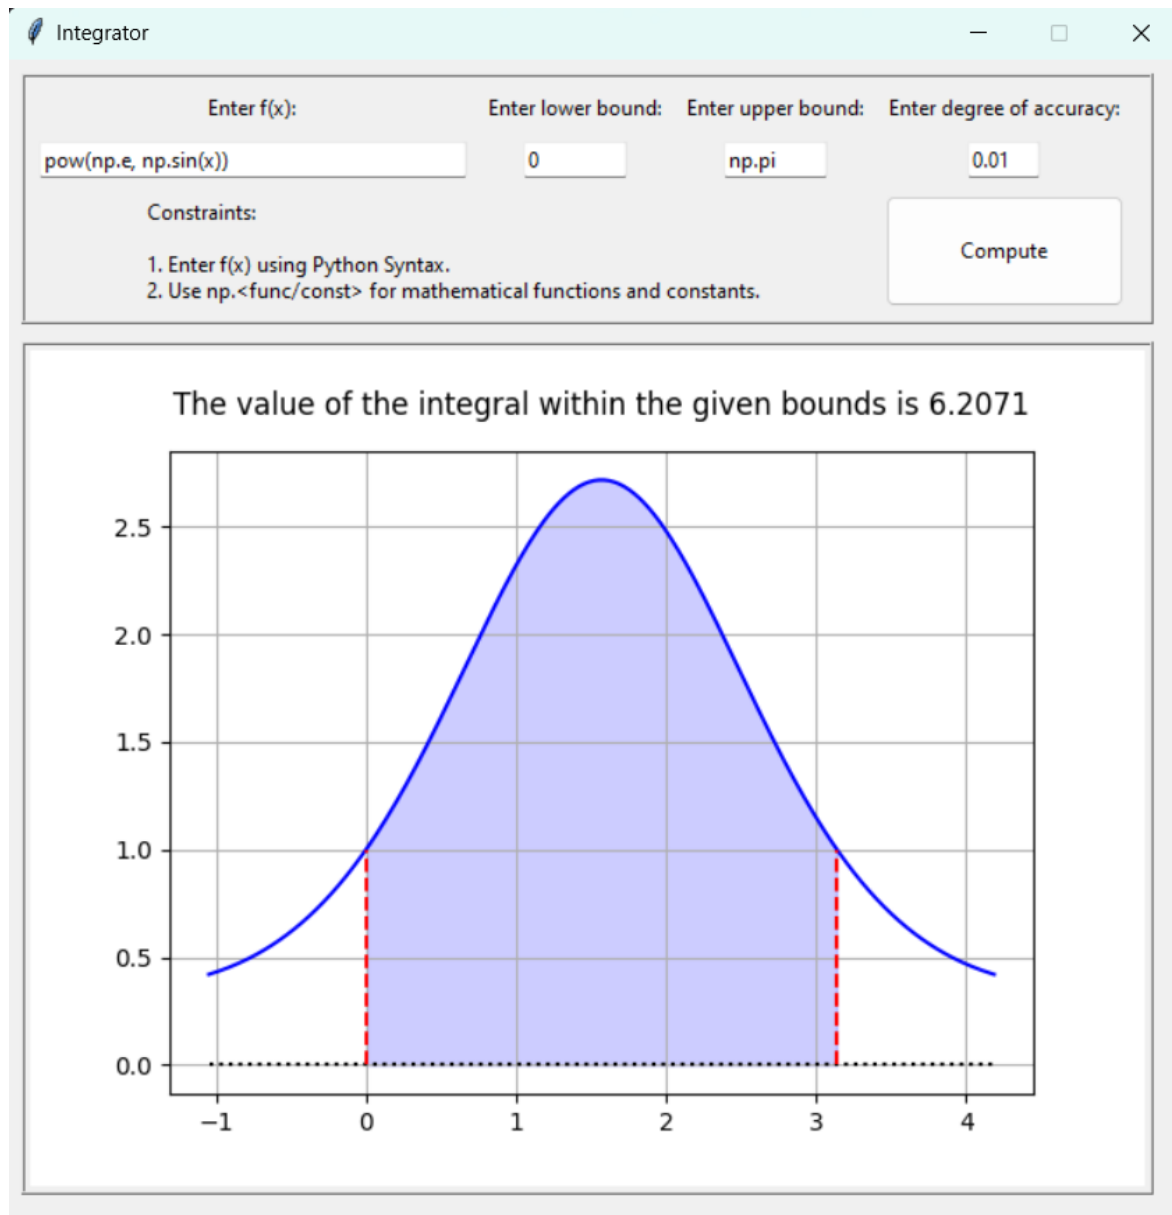 Integrator
Enter f(x): Enter lower bound: Enter upper bound: Enter degree of accuracy:
pow(np.e, np.sin(x)) 0 np.pi 0.01
Constraints:
Compute
1. Enter f(x) using Python Syntax.
2. Use np.<func/const> for mathematical functions and constants.
The value of the integral within the given bounds is 6.2071
2.5
2.0
1.5
1.0
0.5
0.0
−1 0 1 2 3 4